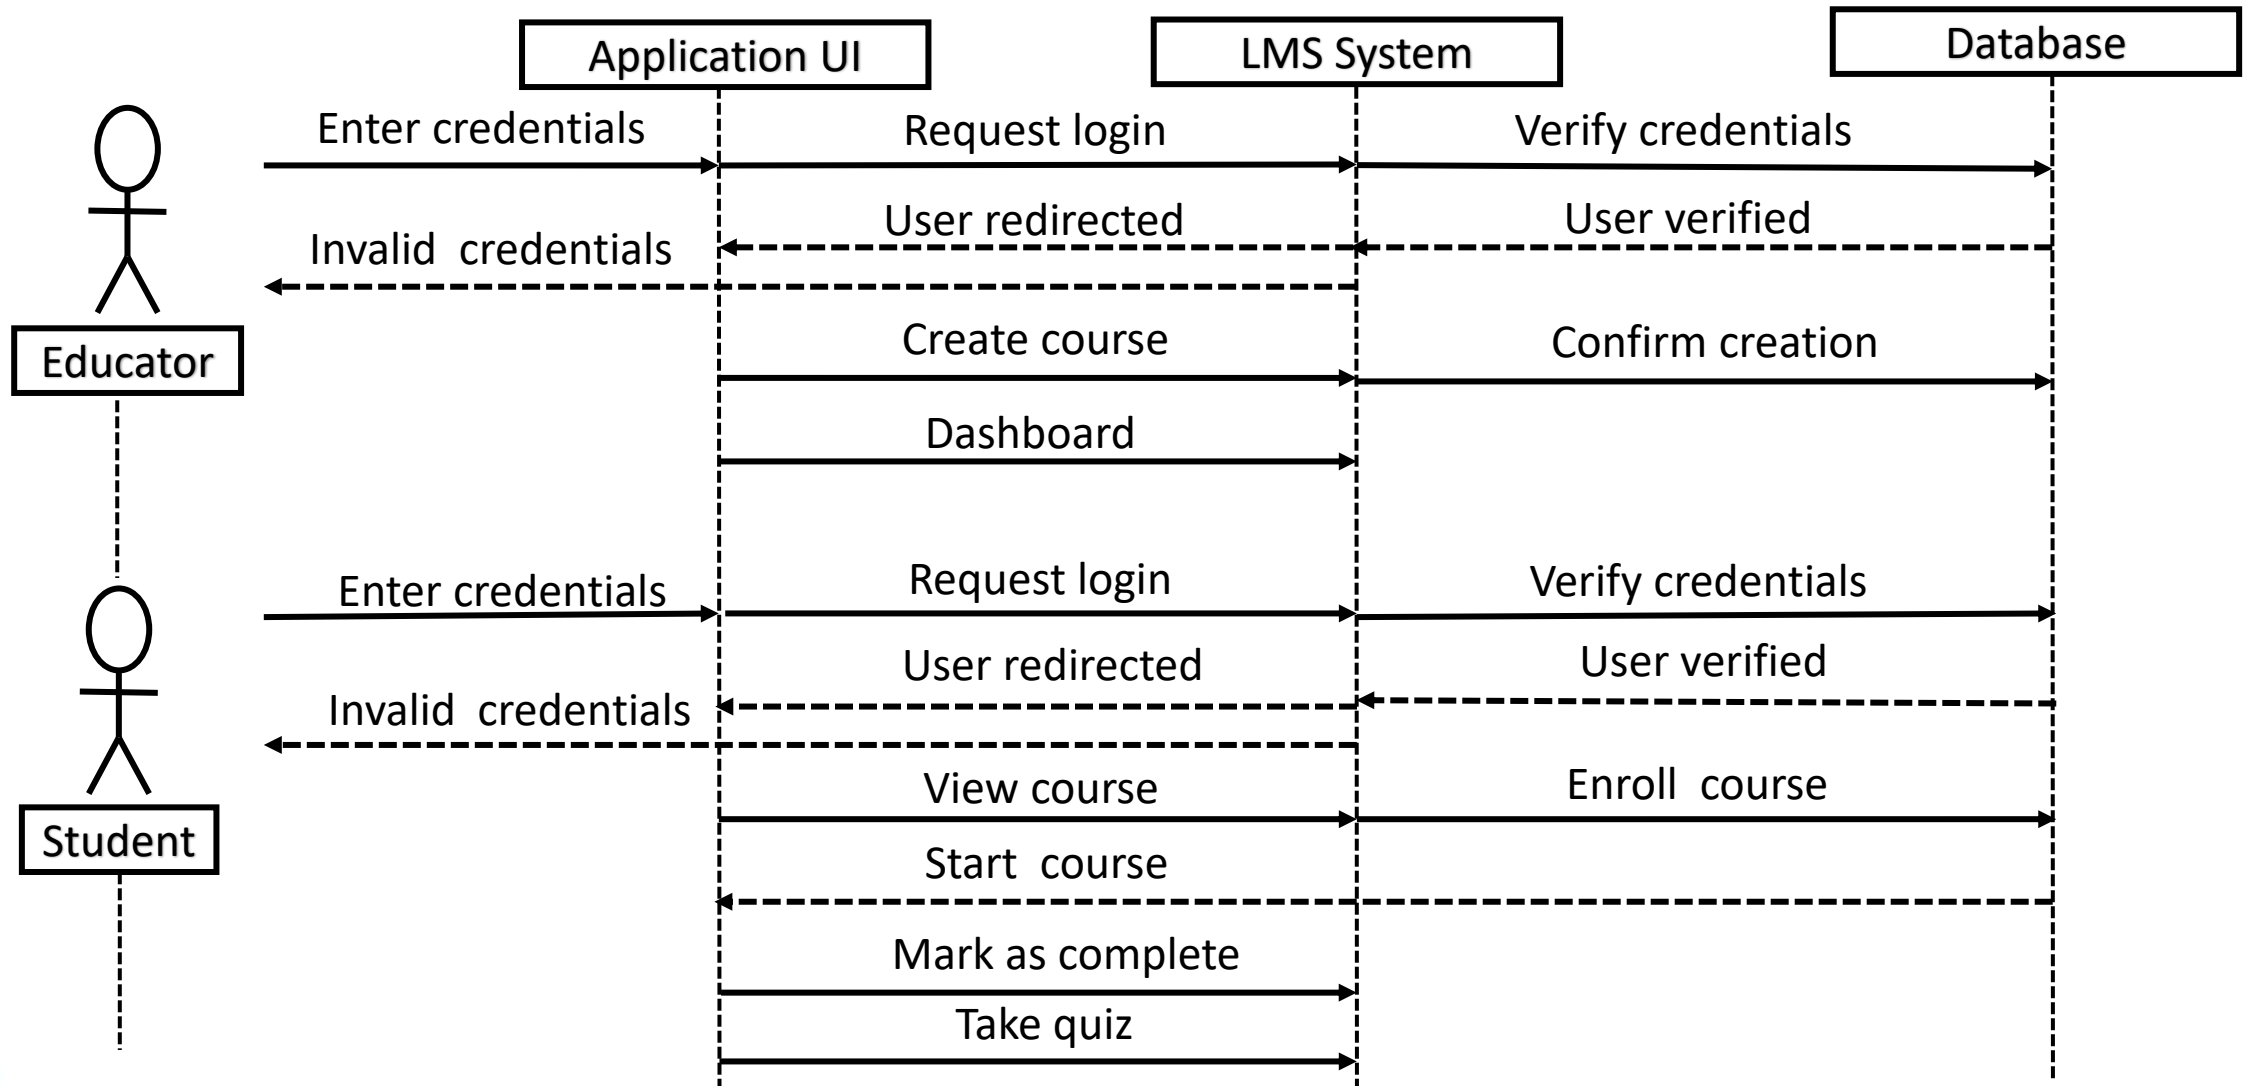 Application UI
LMS System
Database
Enter credentials
Request login
Verify credentials
User redirected
User verified
Invalid  credentials
Create course
Confirm creation
Educator
Dashboard
Enter credentials
Request login
Verify credentials
User redirected
User verified
Invalid  credentials
View course
Enroll  course
Student
Start  course
Mark as complete
Take quiz